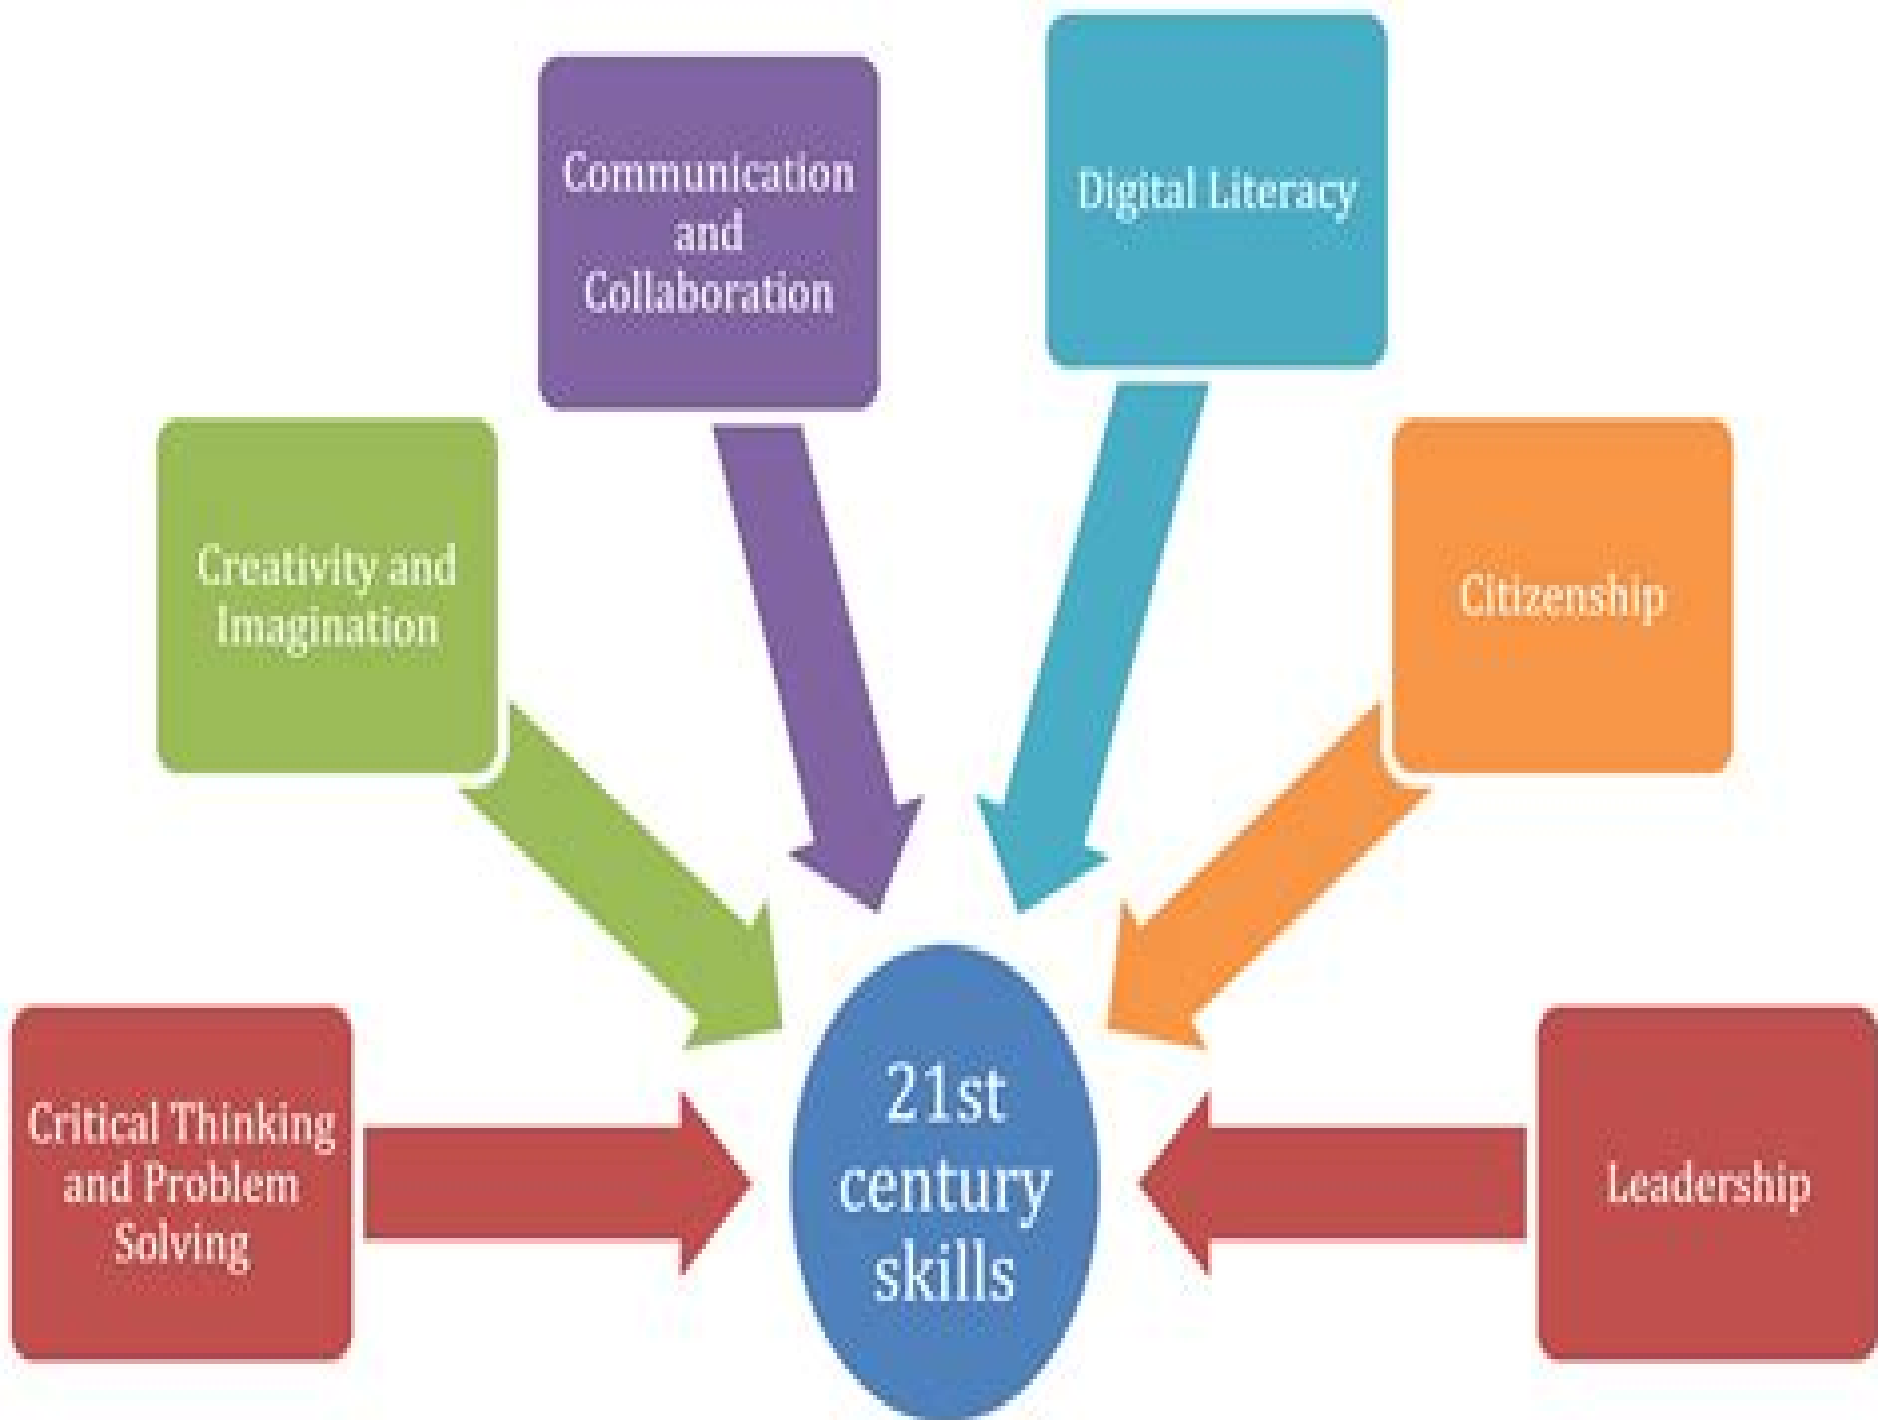 Communication
and
Collaboration
Digital Literacy
Creativity and
Imagination
Citizenship
Critical Thinking
and Problem
Solving
21st
century
skills
Leadership